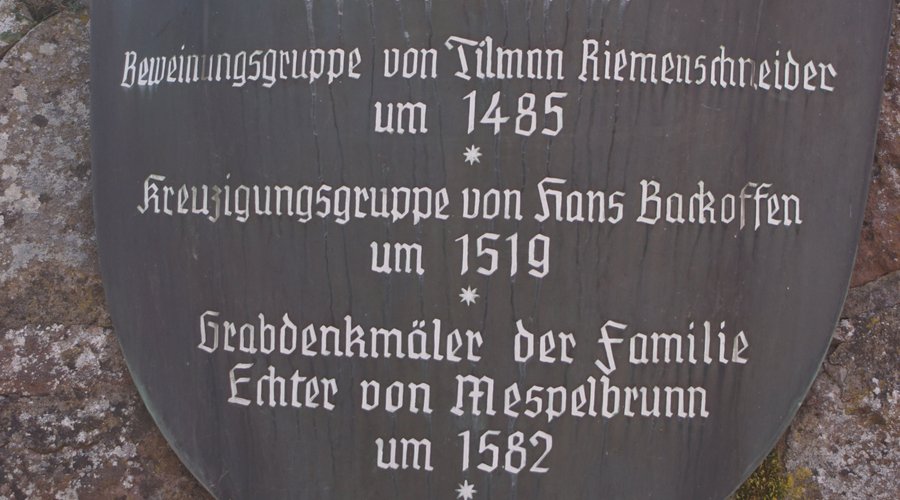 Beweinungsgruppe von Tilman Riemenschneider
um 1485
Kreuzigungsgruppe von Hans Backoffen
um 1519
Grabdenkmäler der Familie
Echter von Mespelbrunn
um 1582